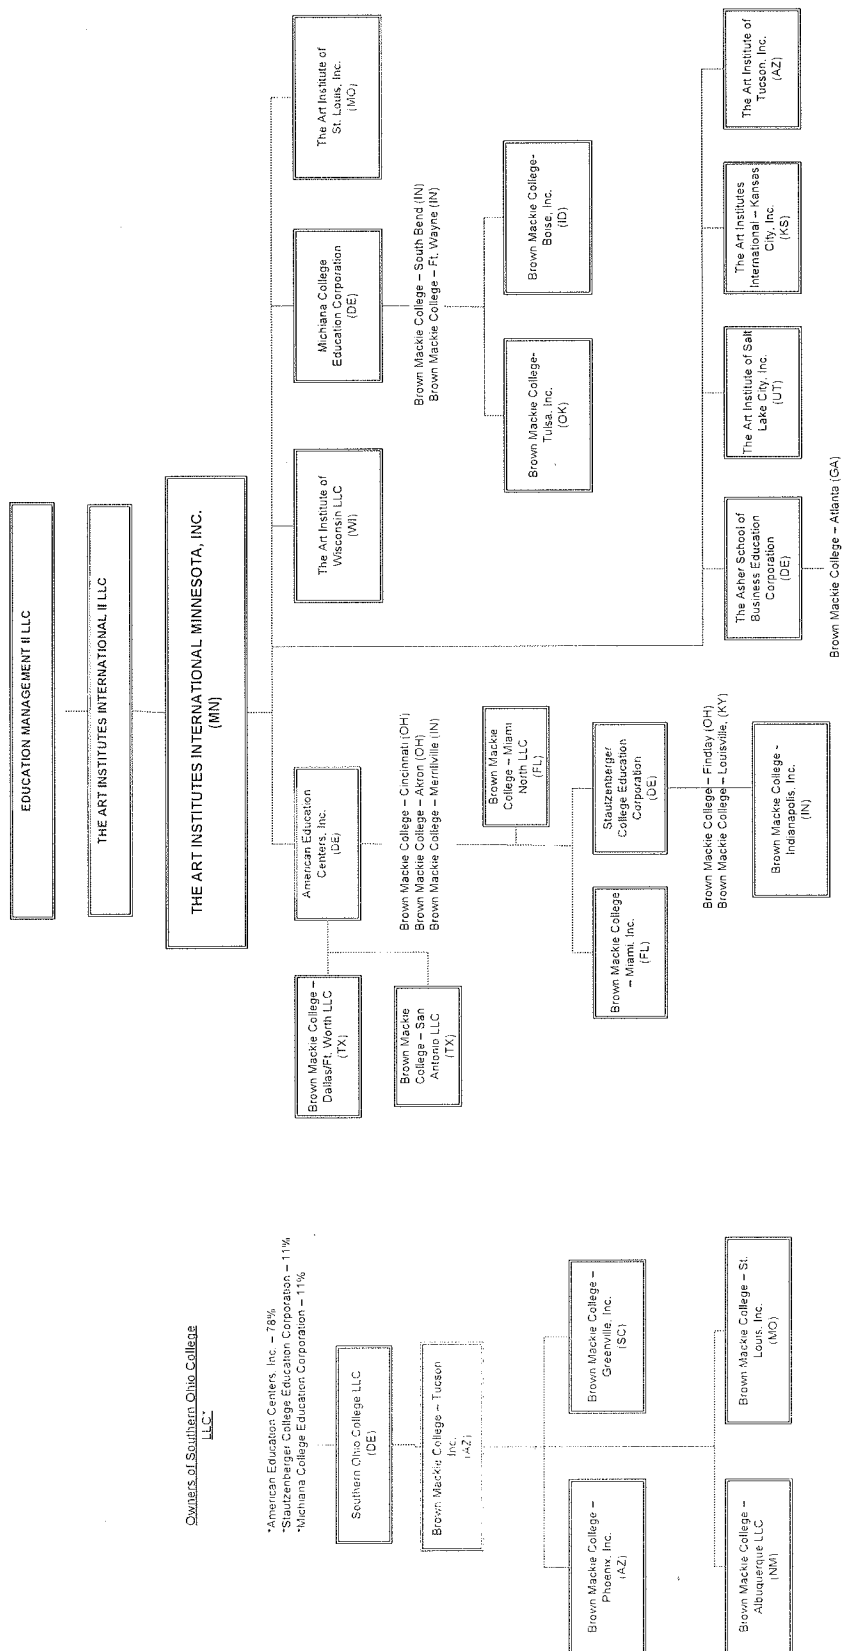 EDUCATION MANAGEMENT II LLC
THE ART INSTITUTES INTERNATIONAL II LLC
THE ART INSTITUTES INTERNATIONAL MINNESOTA, INC.
(MN)
Owners of Southern Ohio College
LLC*
*American Education Centers, Inc. – 78%
*Stautzenberger College Education Corporation – 11%
*Michiana College Education Corporation – 11%
Southern Ohio College LLC
(DE)
Brown Mackie College – Tucson
Inc.
(AZ)
Brown Mackie College –
Phoenix, Inc.
(AZ)
Brown Mackie College –
Greenville, Inc.
(SC)
Brown Mackie College –
Albuquerque LLC
(NM)
Brown Mackie College – St.
Louis, Inc.
(MO)
Brown Mackie College –
Dallas/Ft. Worth LLC
(TX)
Brown Mackie
College – San
Antonio LLC
(TX)
American Education
Centers, Inc.
(DE)
Brown Mackie College – Cincinnati (OH)
Brown Mackie College – Akron (OH)
Brown Mackie College – Merrillville (IN)
Brown Mackie
College – Miami
North LLC
(FL)
Brown Mackie College
– Miami, Inc.
(FL)
Stautzenberger
College Education
Corporation
(DE)
Brown Mackie College – Findlay (OH)
Brown Mackie College – Louisville, (KY)
Brown Mackie College -
Indianapolis, Inc.
(IN)
The Art Institute of
Wisconsin LLC
(WI)
Michiana College
Education Corporation
(DE)
The Art Institute of
St. Louis, Inc.
(MO)
Brown Mackie College – South Bend (IN)
Brown Mackie College – Ft. Wayne (IN)
Brown Mackie College-
Tulsa, Inc.
(OK)
Brown Mackie College-
Boise, Inc.
(ID)
The Asher School of
Business Education
Corporation
(DE)
Brown Mackie College – Atlanta (GA)
The Art Institute of Salt
Lake City, Inc.
(UT)
The Art Institutes
International – Kansas
City, Inc.
(KS)
The Art Institute of
Tucson, Inc.
(AZ)